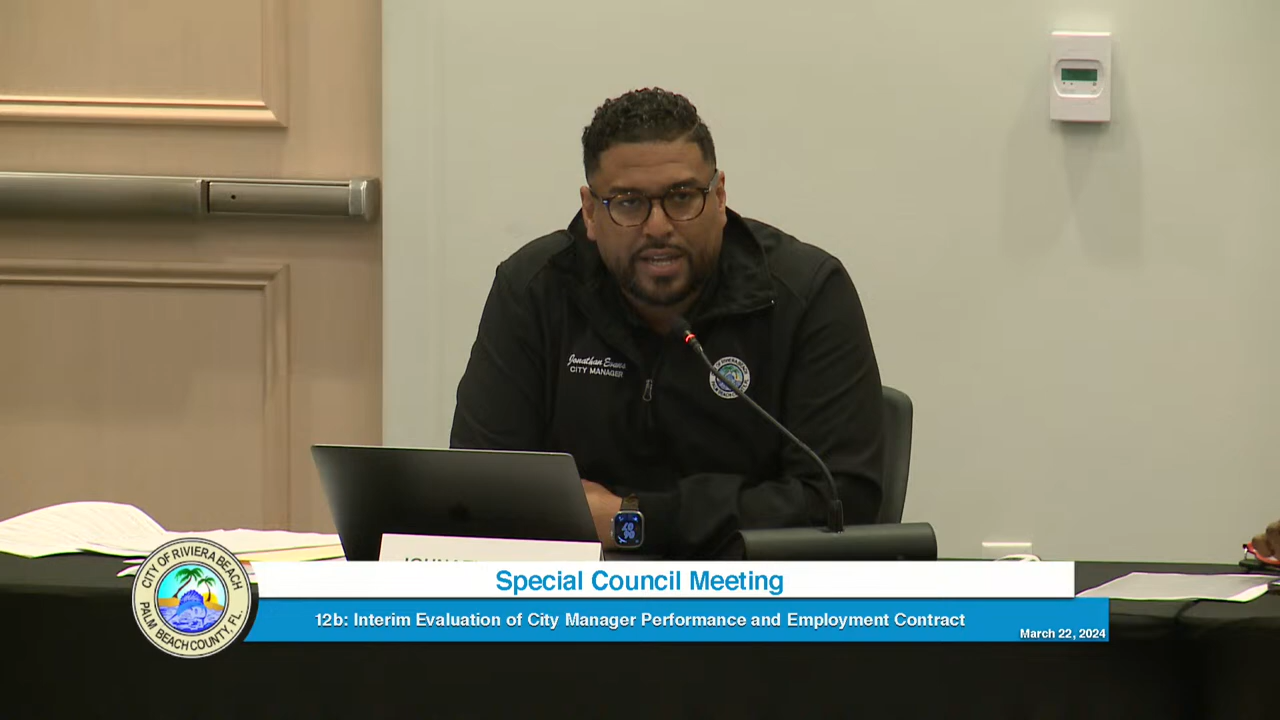 Jonathan Evans
CITY MANAGER
CITY OF RIVIERA BEACH
PALM BEACH COUNTY, FL.
Special Council Meeting
12b: Interim Evaluation of City Manager Performance and Employment Contract
March 22, 2024